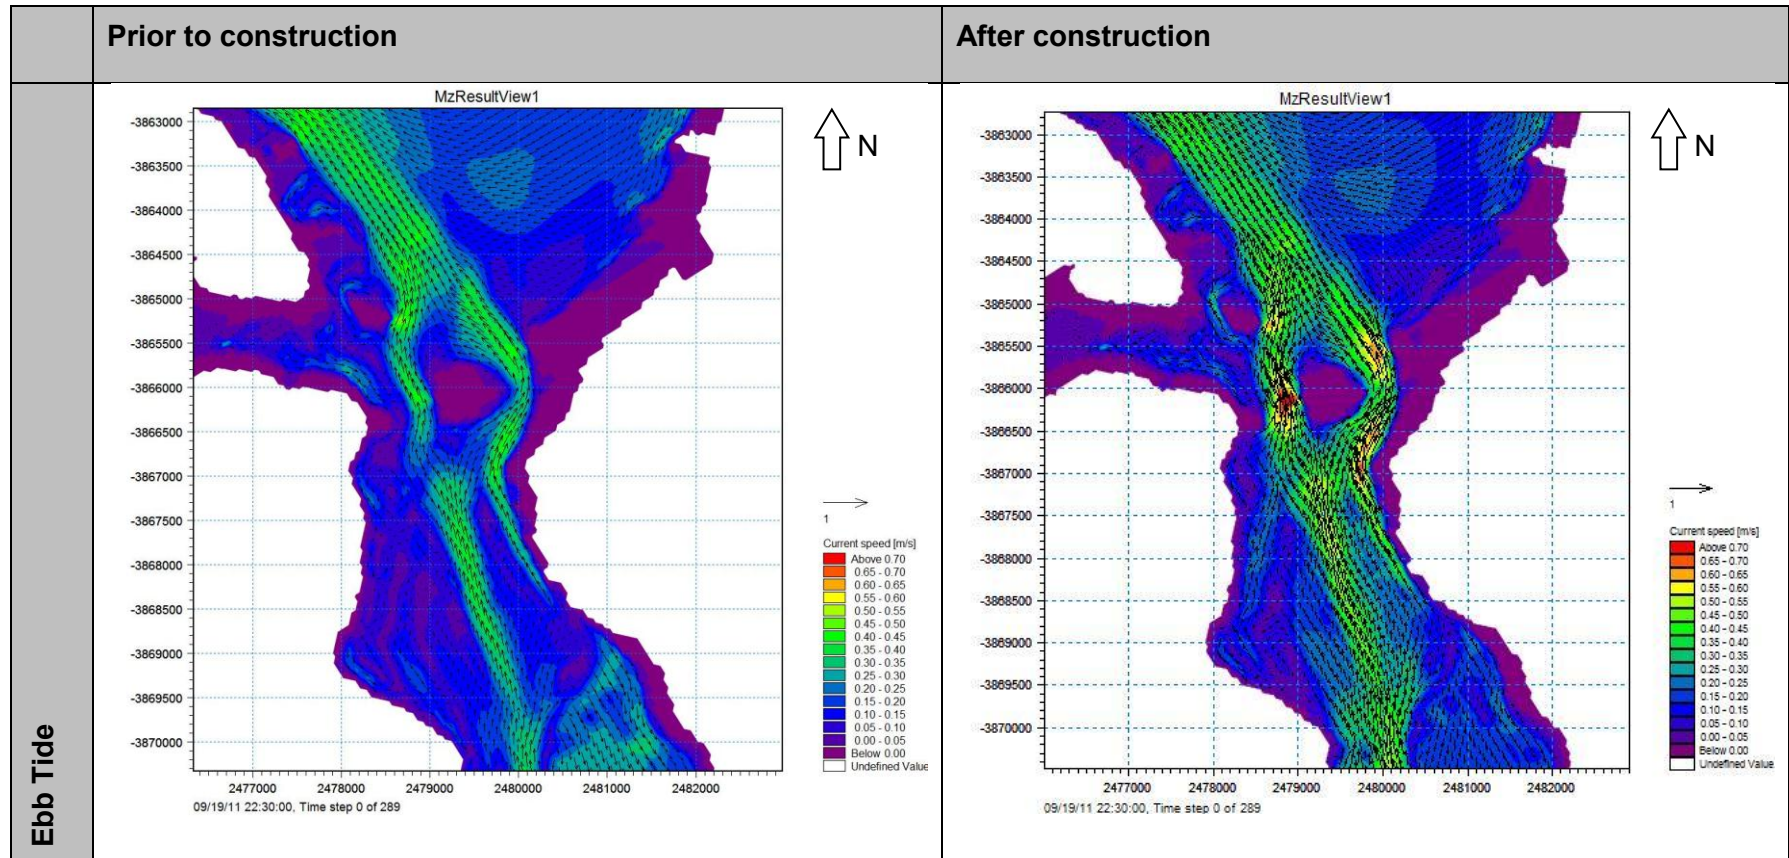 Prior to construction
After construction
Ebb Tide
MzResultView1
N
-3863000
-3863500
-3864000
-3864500
-3865000
-3865500
-3866000
-3866500
-3867000
-3867500
-3868000
-3868500
-3869000
-3869500
-3870000
2477000 2478000 2479000 2480000 2481000 2482000
09/19/11 22:30:00, Time step 0 of 289
1
Current speed [m/s]
Above 0.70
0.65 - 0.70
0.60 - 0.65
0.55 - 0.60
0.50 - 0.55
0.45 - 0.50
0.40 - 0.45
0.35 - 0.40
0.30 - 0.35
0.25 - 0.30
0.20 - 0.25
0.15 - 0.20
0.10 - 0.15
0.05 - 0.10
0.00 - 0.05
Below 0.00
Undefined Value
MzResultView1
N
-3863000
-3863500
-3864000
-3864500
-3865000
-3865500
-3866000
-3866500
-3867000
-3867500
-3868000
-3868500
-3869000
-3869500
-3870000
2477000 2478000 2479000 2480000 2481000 2482000
09/19/11 22:30:00, Time step 0 of 289
1
Current speed [m/s]
Above 0.70
0.65 - 0.70
0.60 - 0.65
0.55 - 0.60
0.50 - 0.55
0.45 - 0.50
0.40 - 0.45
0.35 - 0.40
0.30 - 0.35
0.25 - 0.30
0.20 - 0.25
0.15 - 0.20
0.10 - 0.15
0.05 - 0.10
0.00 - 0.05
Below 0.00
Undefined Value